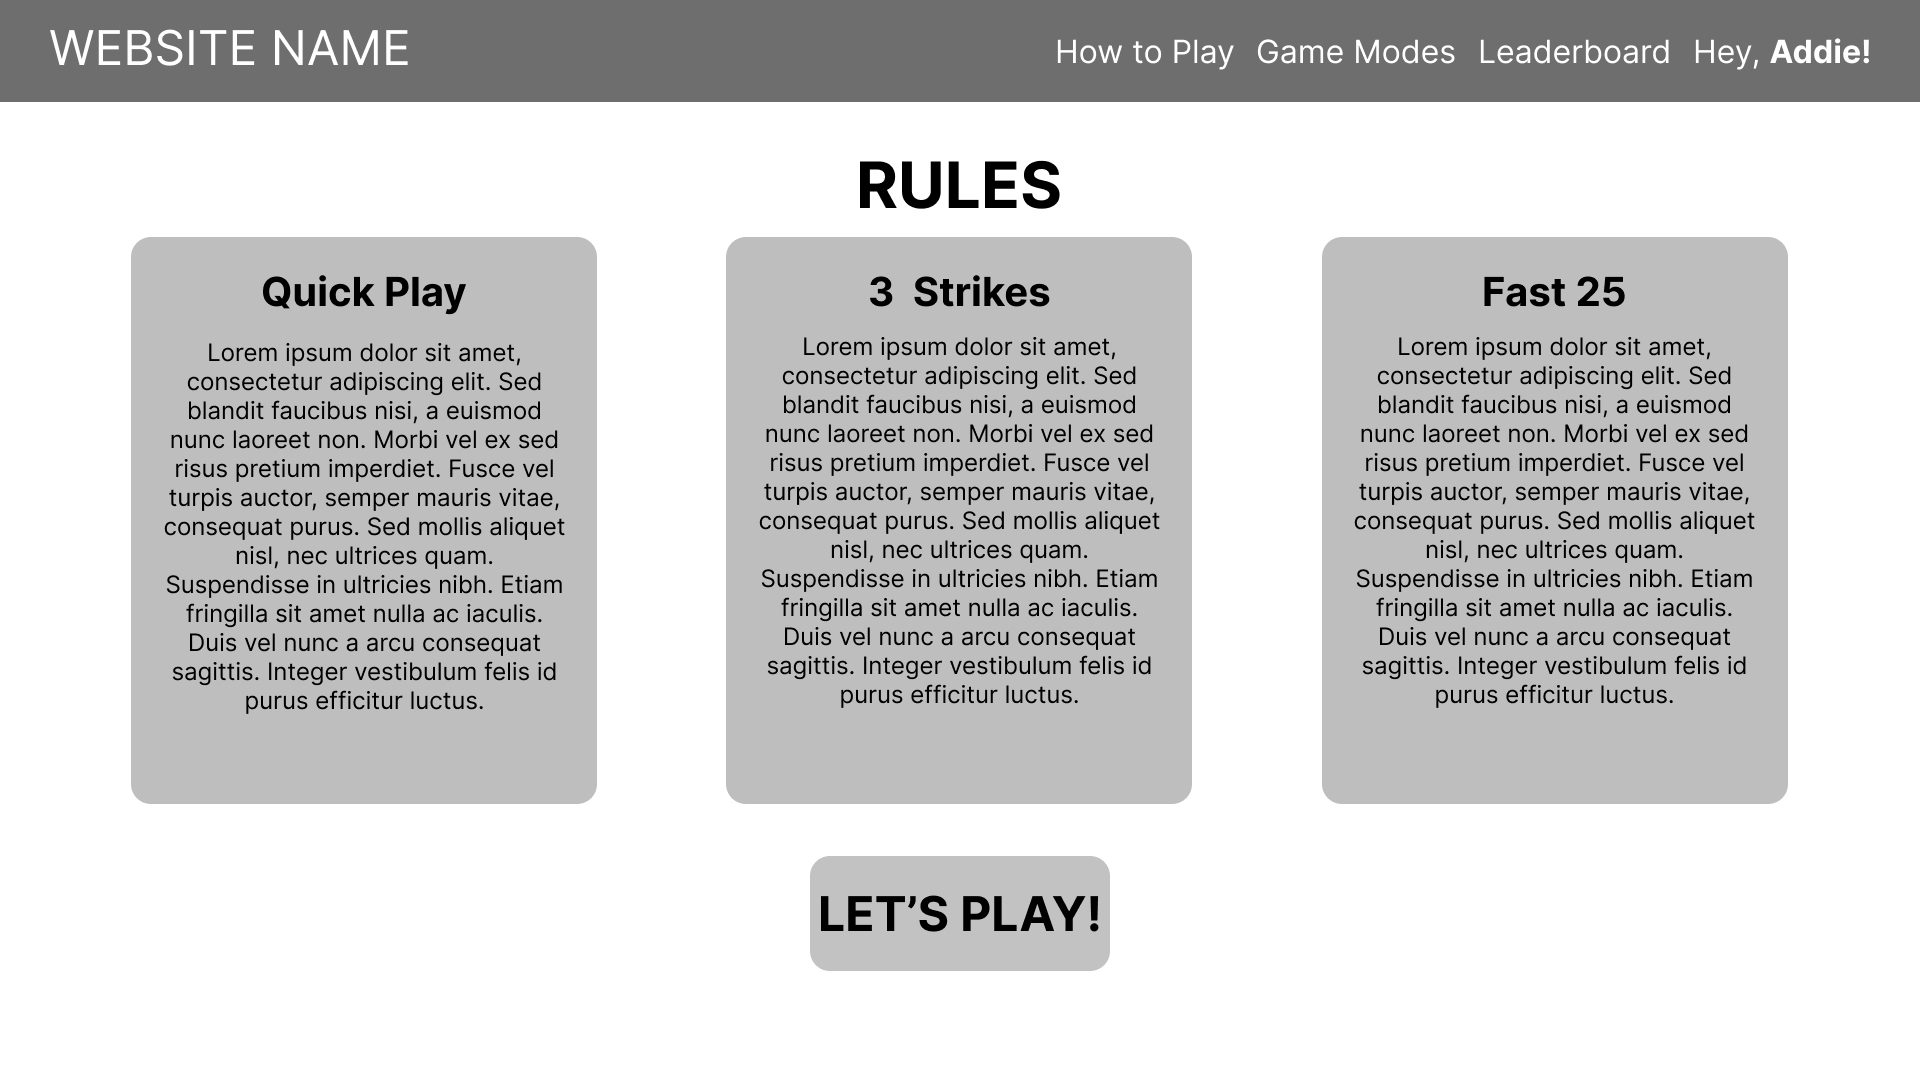 WEBSITE NAME
How to Play Game Modes Leaderboard Hey, Addie!
RULES
Quick Play
Lorem ipsum dolor sit amet,
consectetur adipiscing elit. Sed
blandit faucibus nisi, a euismod
nunc laoreet non. Morbi vel ex sed
risus pretium imperdiet. Fusce vel
turpis auctor, semper mauris vitae,
consequat purus. Sed mollis aliquet
nisl, nec ultrices quam.
Suspendisse in ultricies nibh. Etiam
fringilla sit amet nulla ac iaculis.
Duis vel nunc a arcu consequat
sagittis. Integer vestibulum felis id
purus efficitur luctus.
3  Strikes
Lorem ipsum dolor sit amet,
consectetur adipiscing elit. Sed
blandit faucibus nisi, a euismod
nunc laoreet non. Morbi vel ex sed
risus pretium imperdiet. Fusce vel
turpis auctor, semper mauris vitae,
consequat purus. Sed mollis aliquet
nisl, nec ultrices quam.
Suspendisse in ultricies nibh. Etiam
fringilla sit amet nulla ac iaculis.
Duis vel nunc a arcu consequat
sagittis. Integer vestibulum felis id
purus efficitur luctus.
Fast 25
Lorem ipsum dolor sit amet,
consectetur adipiscing elit. Sed
blandit faucibus nisi, a euismod
nunc laoreet non. Morbi vel ex sed
risus pretium imperdiet. Fusce vel
turpis auctor, semper mauris vitae,
consequat purus. Sed mollis aliquet
nisl, nec ultrices quam.
Suspendisse in ultricies nibh. Etiam
fringilla sit amet nulla ac iaculis.
Duis vel nunc a arcu consequat
sagittis. Integer vestibulum felis id
purus efficitur luctus.
LET’S PLAY!